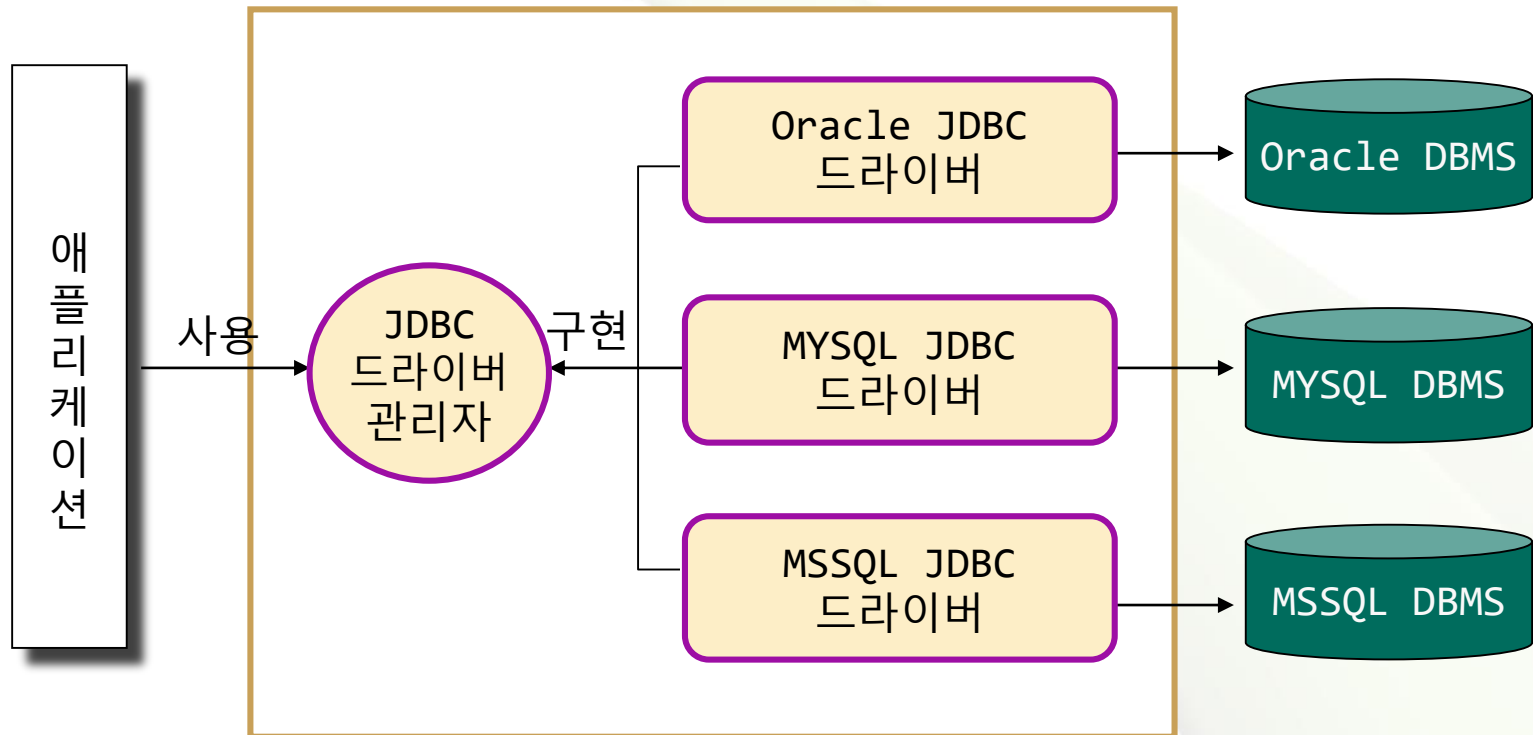 애
플
리
케
이
션
사용
JDBC
드라이버
관리자
구현
Oracle JDBC
드라이버
MYSQL JDBC
드라이버
MSSQL JDBC
드라이버
Oracle DBMS
MYSQL DBMS
MSSQL DBMS